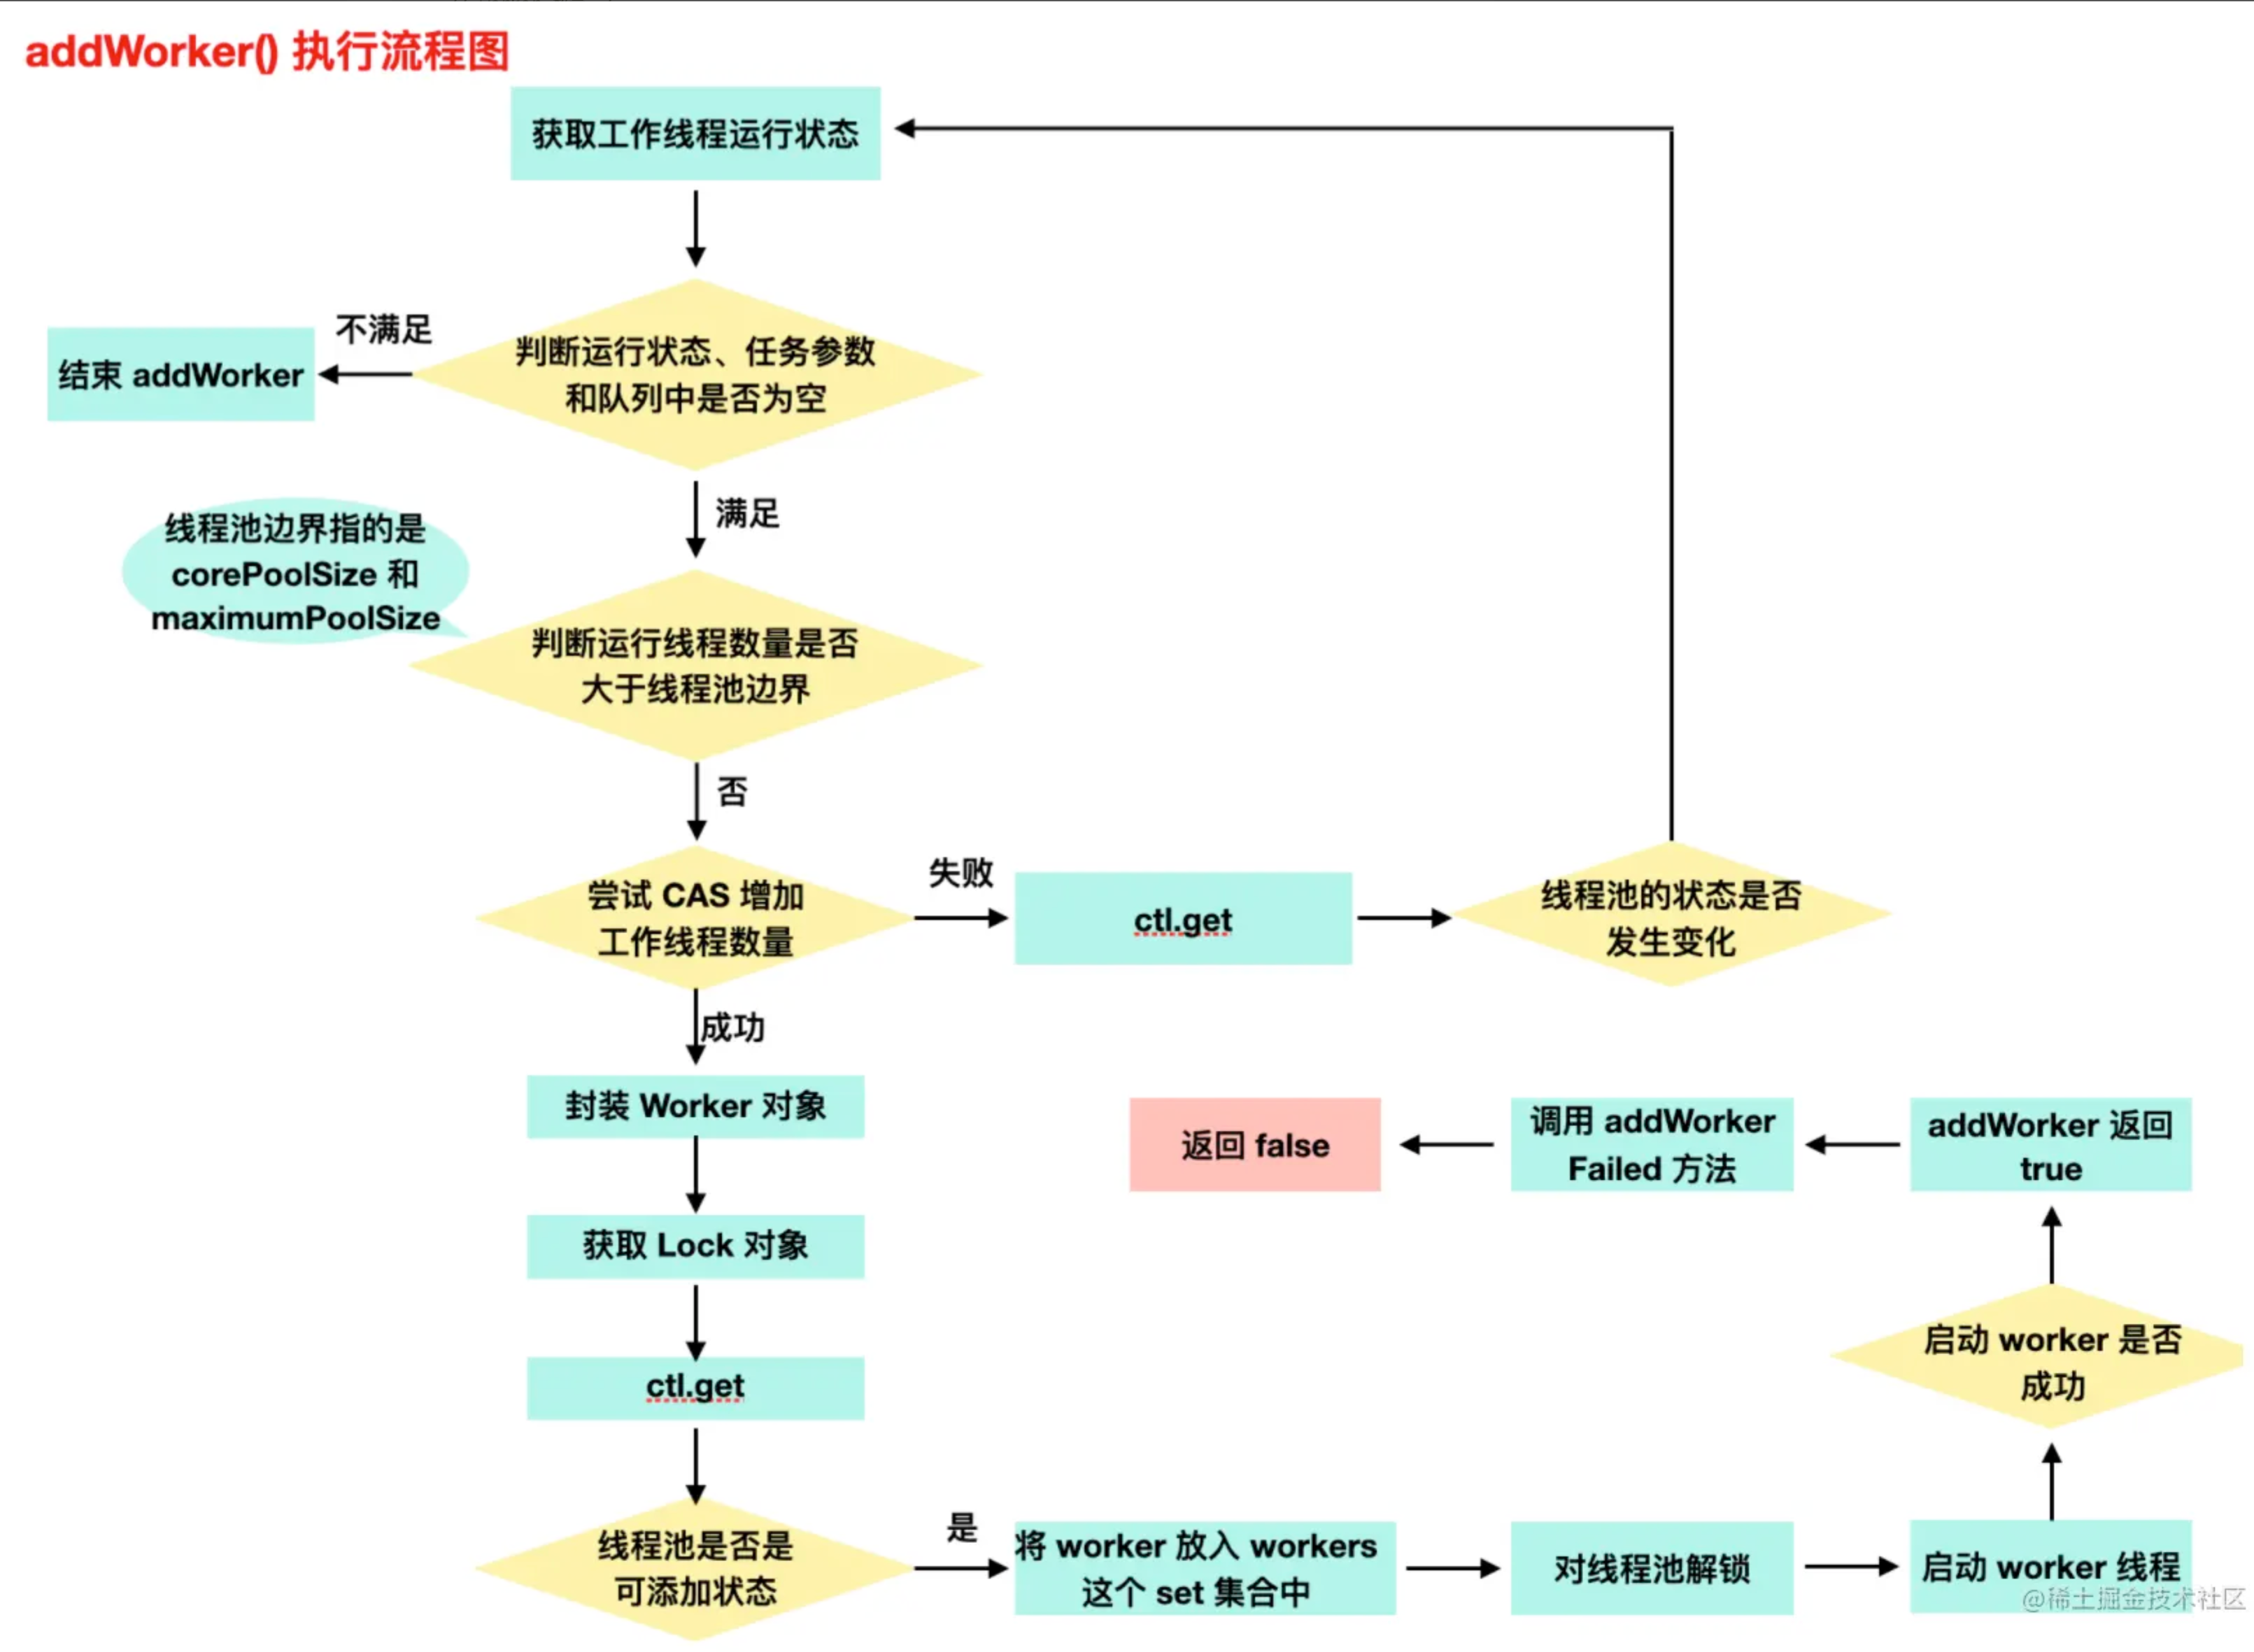 addWorker() 执行流程图
获取工作线程运行状态
不满足
判断运行状态、任务参数
和队列中是否为空
结束 addWorker
满足
线程池边界指的是
corePoolSize 和
maximumPoolSize
判断运行线程数量是否
大于线程池边界
否
尝试 CAS 增加
工作线程数量
失败
ctl.get
线程池的状态是否
发生变化
成功
封装 Worker 对象
获取 Lock 对象
ctl.get
线程池是否是
可添加状态
是
将 worker 放入 workers
这个 set 集合中
对线程池解锁
启动 worker 线程
启动 worker 是否
成功
addWorker 返回
true
调用 addWorker
Failed 方法
返回 false
@稀土掘金技术社区